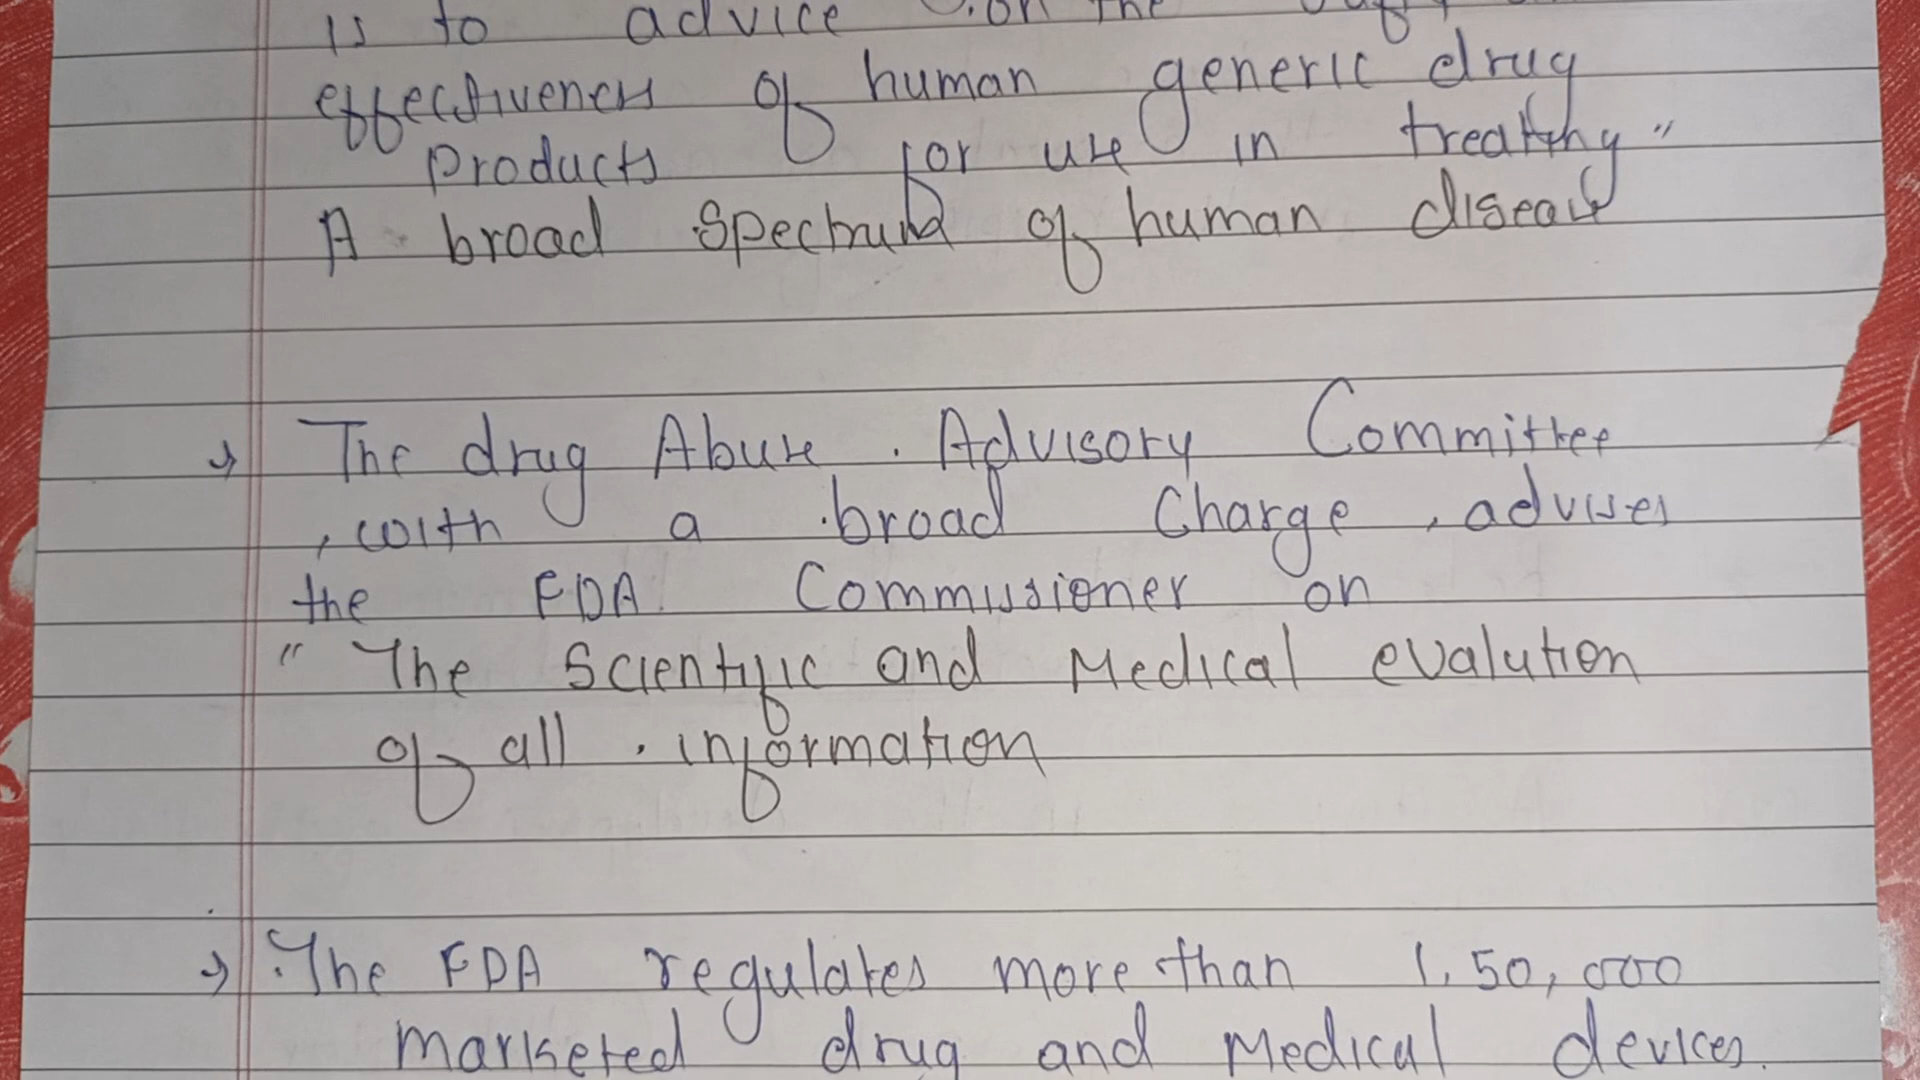 is to advice on the
effectiveness of human generic drug
products for use in treating"
A broad spectrum of human disease
→ The drug Abuse Advisory Committee
, with a broad Charge, advises
the FDA Commissioner on
" The Scientific and Medical evalution
of all information
→ The FDA regulates more than 1,50,000
marketed drug and Medical devices.